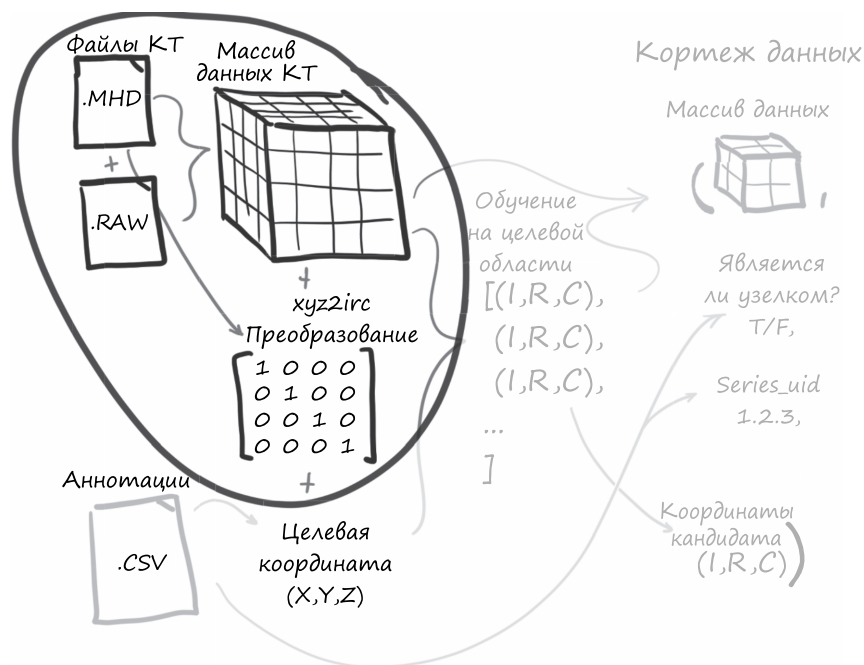 Файлы КТ
.MHD
+
.RAW
Массив
данных КТ
+
xyz2irc
Преобразование
1 0 0 0
0 1 0 0
0 0 1 0
0 0 0 1
+
Аннотации
.CSV
Целевая
координата
(X,Y,Z)
Обучение
на целевой
области
[(I,R,C),
(I,R,C),
(I,R,C),
...
]
Кортеж данных
Массив данных
(
,
Является
ли узелком?
T/F,
Series_uid
1.2.3,
Координаты
кандидата
(I,R,C))